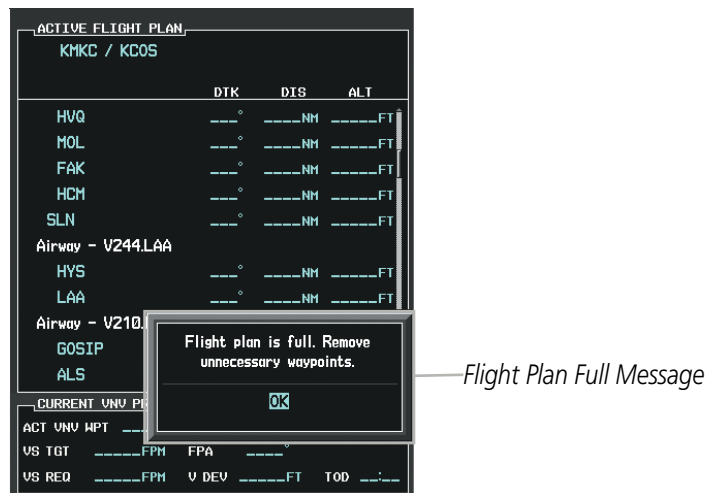 ACTIVE FLIGHT PLAN
KMKC / KCOS
DTK DIS ALT
HVQ ___° ____NM _____FT
MOL ___° ____NM _____FT
FAK ___° ____NM _____FT
HCM ___° ____NM _____FT
SLN ___° ____NM _____FT
Airway - V244.LAA
HYS ___° ____NM _____FT
LAA ___° ____NM _____FT
Airway - V210.
GOSIP
ALS
Flight plan is full. Remove
unnecessary waypoints.
OK
Flight Plan Full Message
CURRENT VNV
ACT VNV WPT
VS TGT _____FPM FPA ____°
VS REQ _____FPM V DEV _____FT TOD __:__